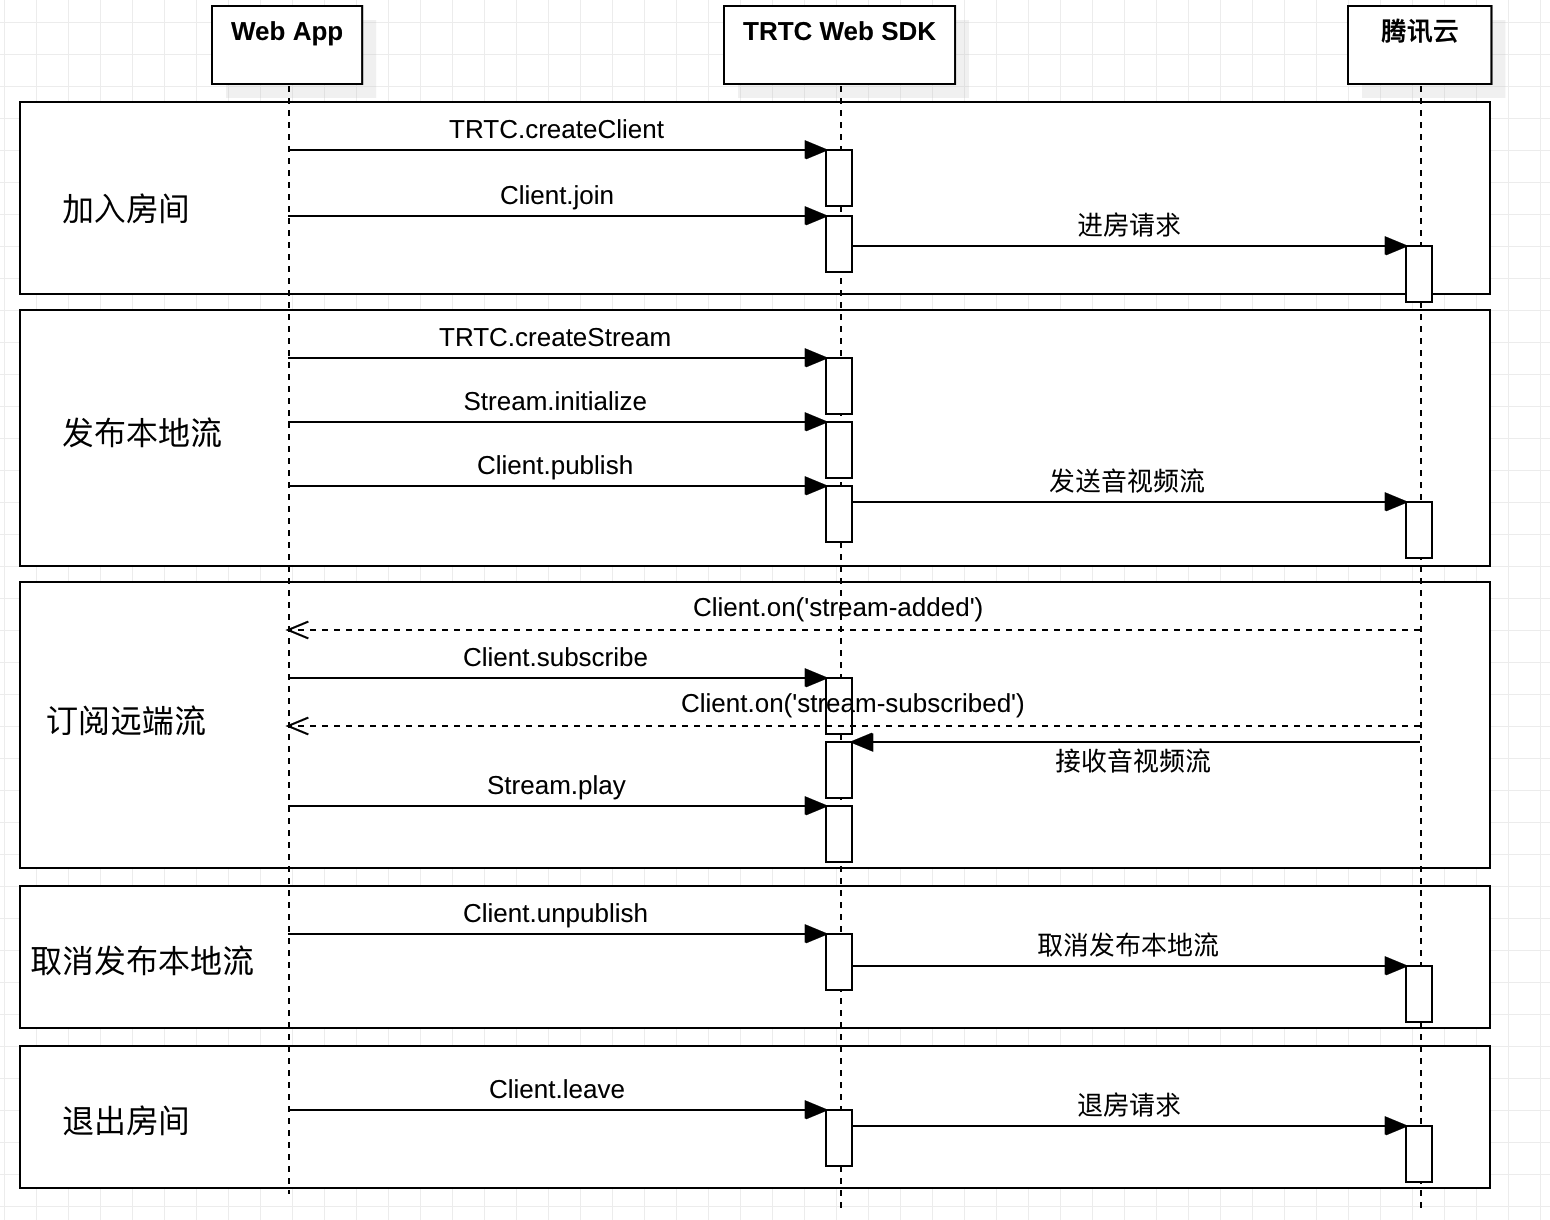 Web App
TRTC Web SDK
腾讯云
加入房间
TRTC.createClient
Client.join
进房请求
发布本地流
TRTC.createStream
Stream.initialize
Client.publish
发送音视频流
订阅远端流
Client.on('stream-added')
Client.subscribe
Client.on('stream-subscribed')
接收音视频流
Stream.play
取消发布本地流
Client.unpublish
取消发布本地流
退出房间
Client.leave
退房请求